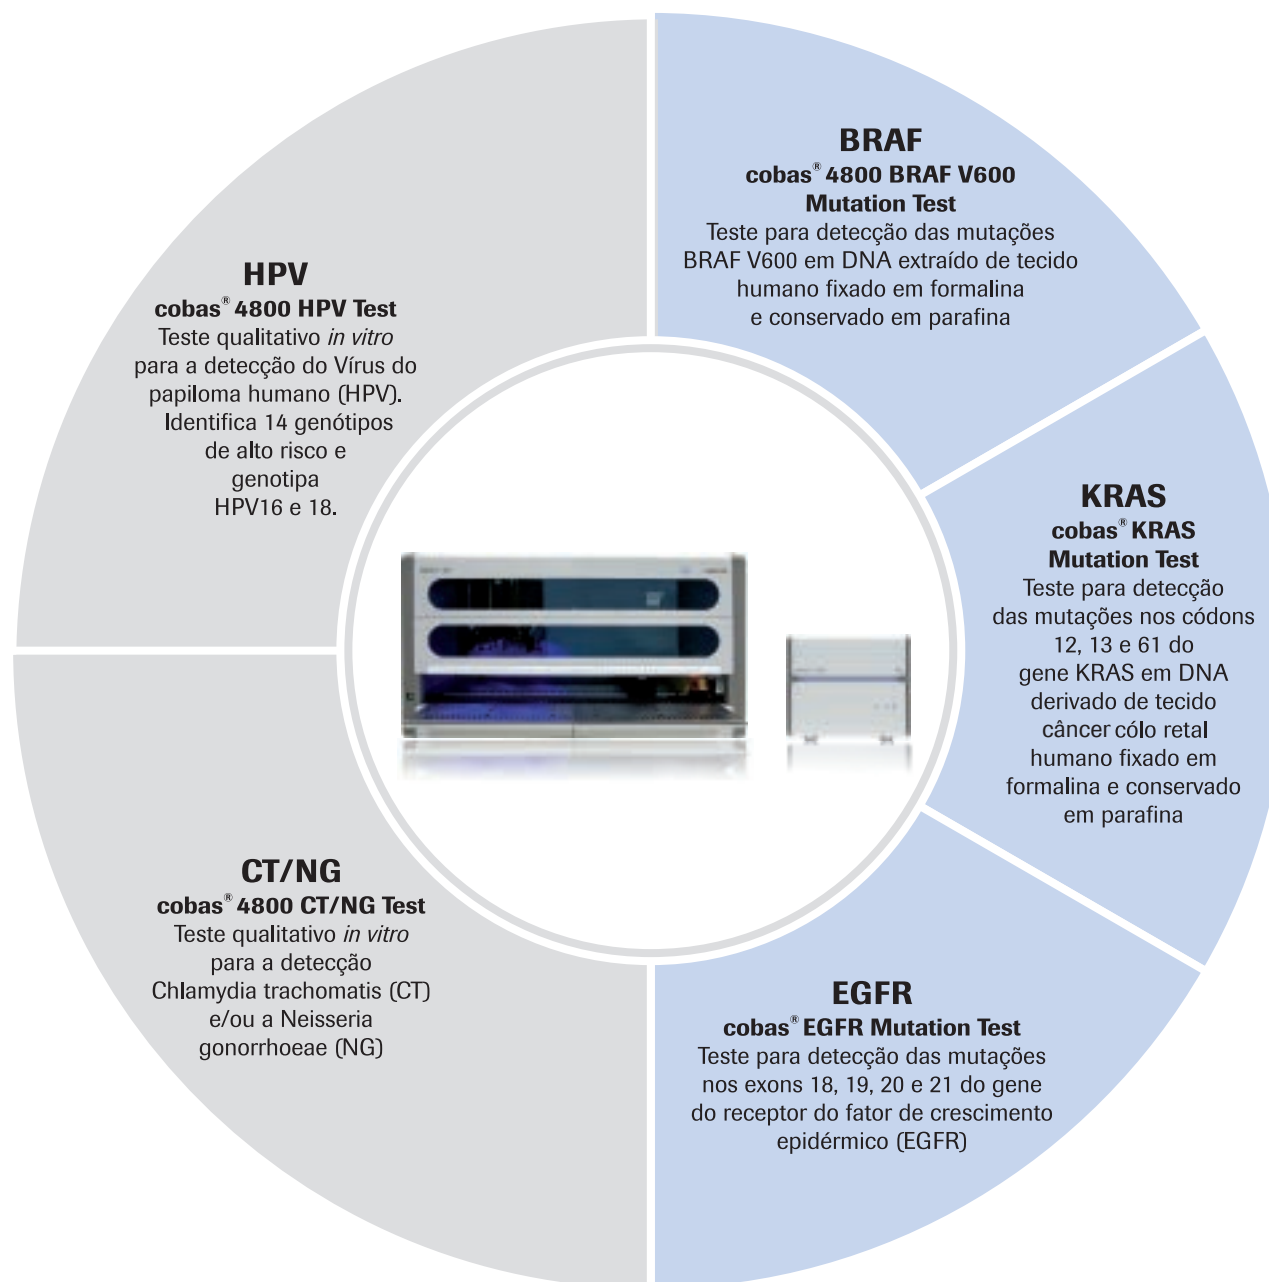 BRAF
cobas® 4800 BRAF V600
Mutation Test
Teste para detecção das mutações
BRAF V600 em DNA extraído de tecido
humano fixado em formalina
e conservado em parafina
KRAS
cobas® KRAS
Mutation Test
Teste para detecção
das mutações nos códons
12, 13 e 61 do
gene KRAS em DNA
derivado de tecido
câncer cólo retal
humano fixado em
formalina e conservado
em parafina
EGFR
cobas® EGFR Mutation Test
Teste para detecção das mutações
nos exons 18, 19, 20 e 21 do gene
do receptor do fator de crescimento
epidérmico (EGFR)
CT/NG
cobas® 4800 CT/NG Test
Teste qualitativo in vitro
para a detecção
Chlamydia trachomatis (CT)
e/ou a Neisseria
gonorrhoeae (NG)
HPV
cobas® 4800 HPV Test
Teste qualitativo in vitro
para a detecção do Vírus do
papiloma humano (HPV).
Identifica 14 genótipos
de alto risco e
genotipa
HPV16 e 18.